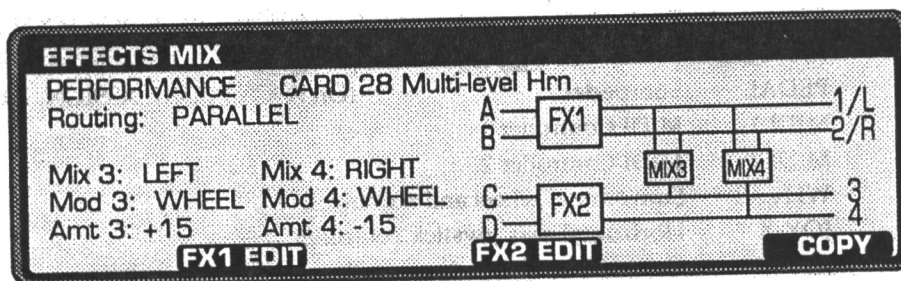 EFFECTS MIX
PERFORMANCE CARD 28 Multi-level Hrn
Routing: PARALLEL
Mix 3: LEFT Mix 4: RIGHT
Mod 3: WHEEL Mod 4: WHEEL
Amt 3: +15 Amt 4: -15
A
B
FX1
1/L
2/R
MIX3
MIX4
C
D
FX2
3
4
FX1 EDIT
FX2 EDIT
COPY